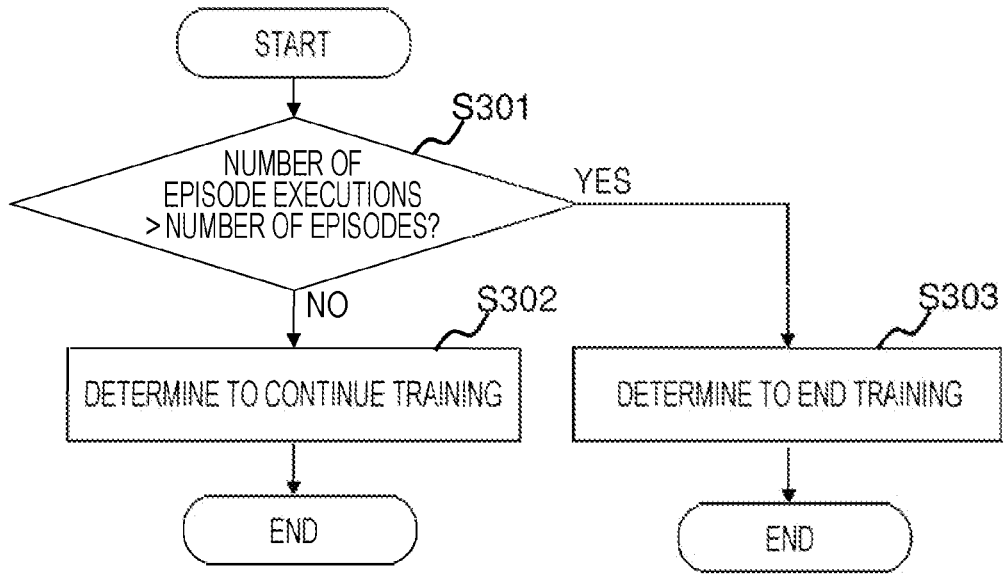 START
S301
NUMBER OF
EPISODE EXECUTIONS
> NUMBER OF EPISODES?
YES
NO
S302
S303
DETERMINE TO CONTINUE TRAINING
DETERMINE TO END TRAINING
END
END